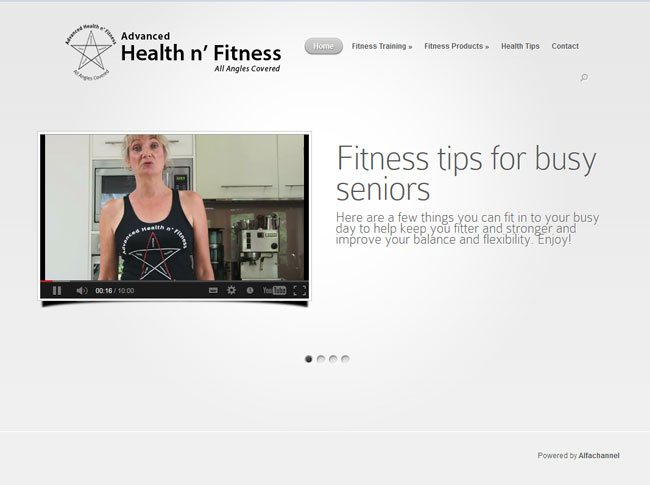 Advanced Health n' Fitness
All Angles Covered
Advanced
Health n' Fitness
All Angles Covered
Home
Fitness Training »
Fitness Products »
Health Tips
Contact
Advanced Health n' Fitness
00:16 / 10:00
YouTube
Fitness tips for busy
seniors
Here are a few things you can fit in to your busy
day to help keep you fitter and stronger and
improve your balance and flexibility. Enjoy!
Powered by Alfachannel